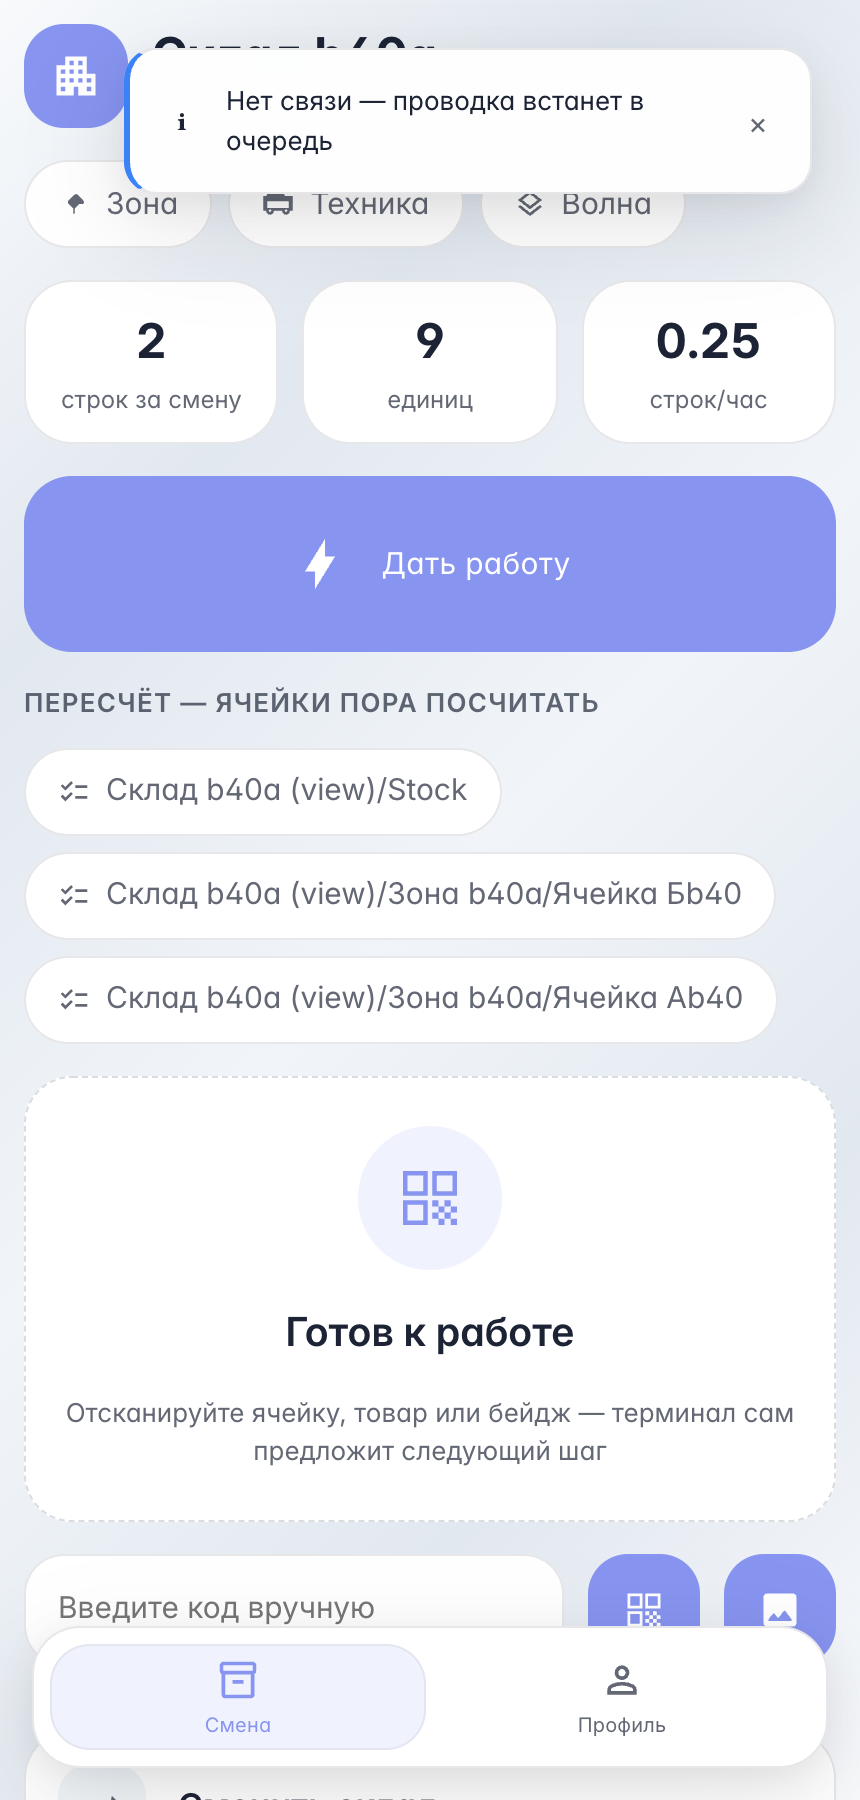 Нет связи — проводка встанет в
очередь
Зона
Техника
Волна
2
строк за смену
9
единиц
0.25
строк/час
Дать работу
ПЕРЕСЧЁТ — ЯЧЕЙКИ ПОРА ПОСЧИТАТЬ
Склад b40a (view)/Stock
Склад b40a (view)/Зона b40a/Ячейка Бb40
Склад b40a (view)/Зона b40a/Ячейка Ab40
Готов к работе
Отсканируйте ячейку, товар или бейдж — терминал сам
предложит следующий шаг
Введите код вручную
Смена
Профиль